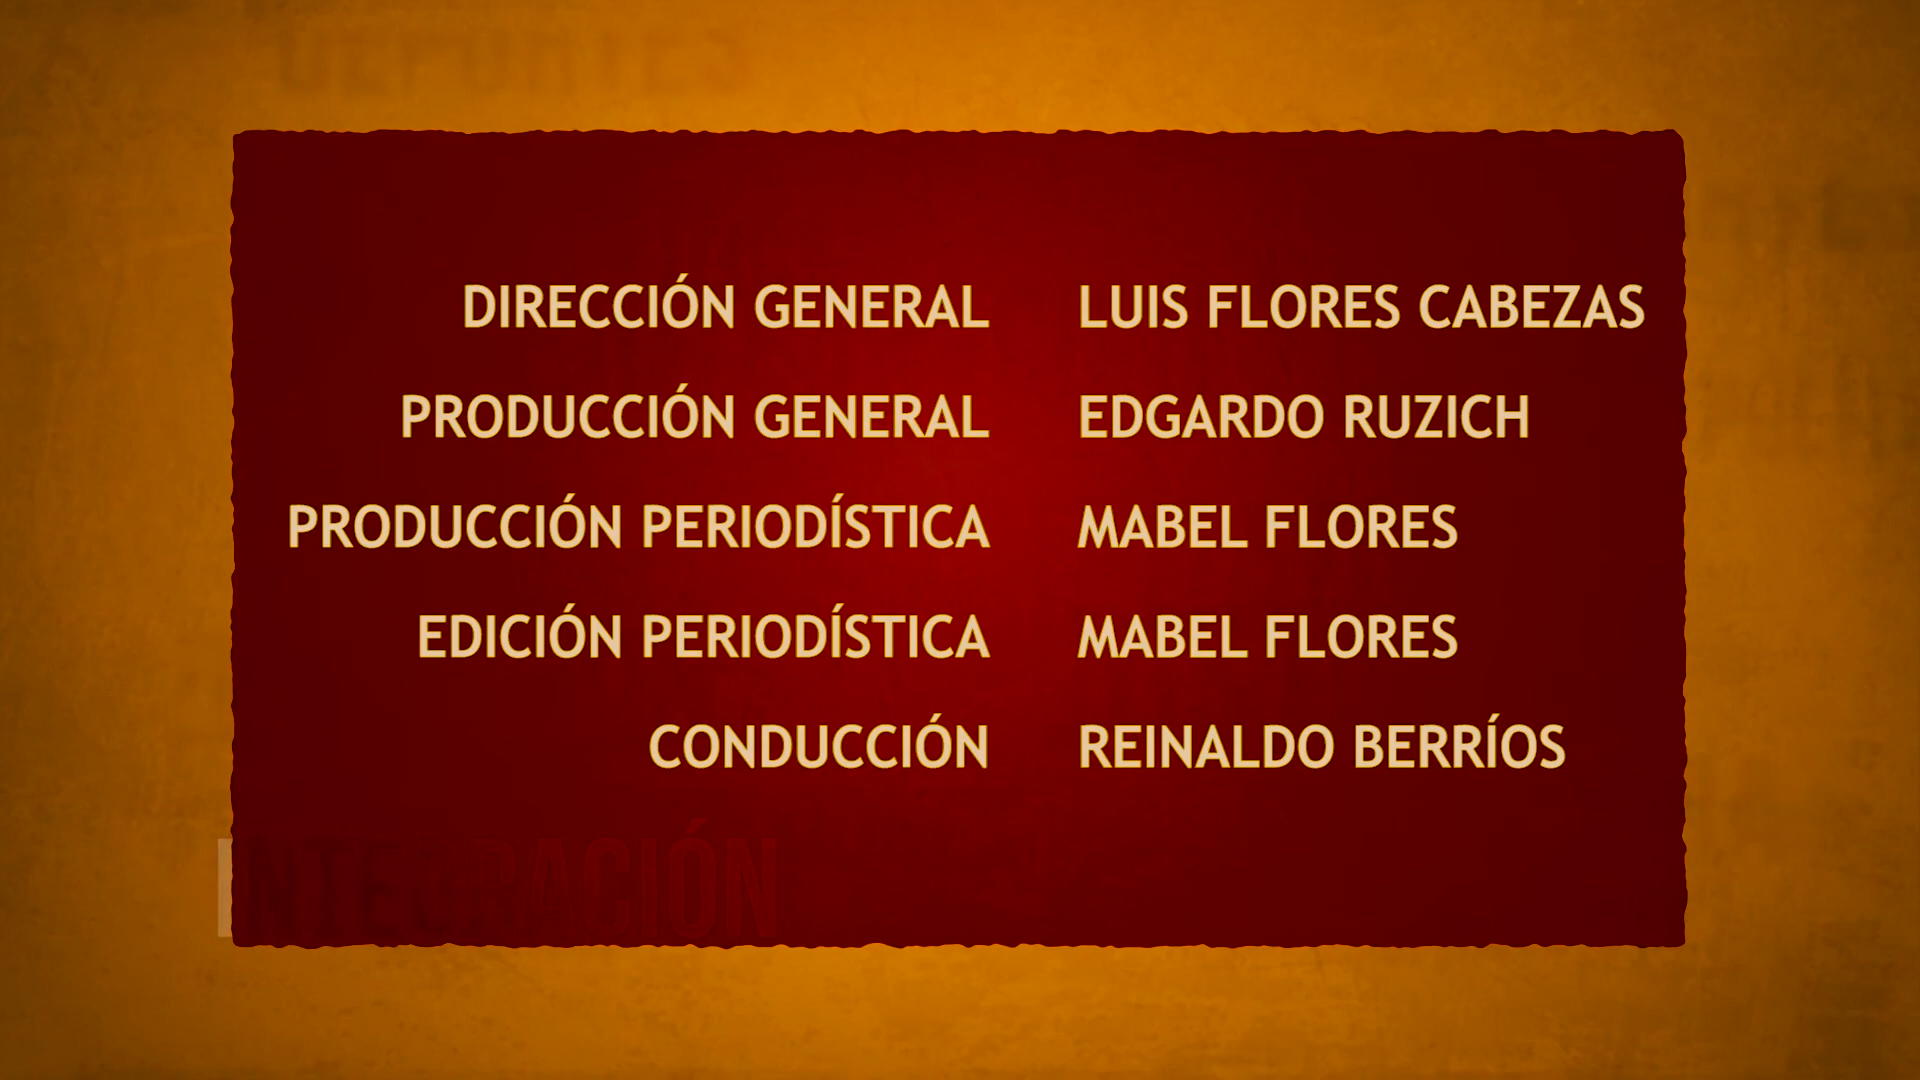 DIRECCIÓN GENERAL LUIS FLORES CABEZAS
PRODUCCIÓN GENERAL EDGARDO RUZICH
PRODUCCIÓN PERIODÍSTICA MABEL FLORES
EDICIÓN PERIODÍSTICA MABEL FLORES
CONDUCCIÓN REINALDO BERRÍOS
INTEGRACIÓN